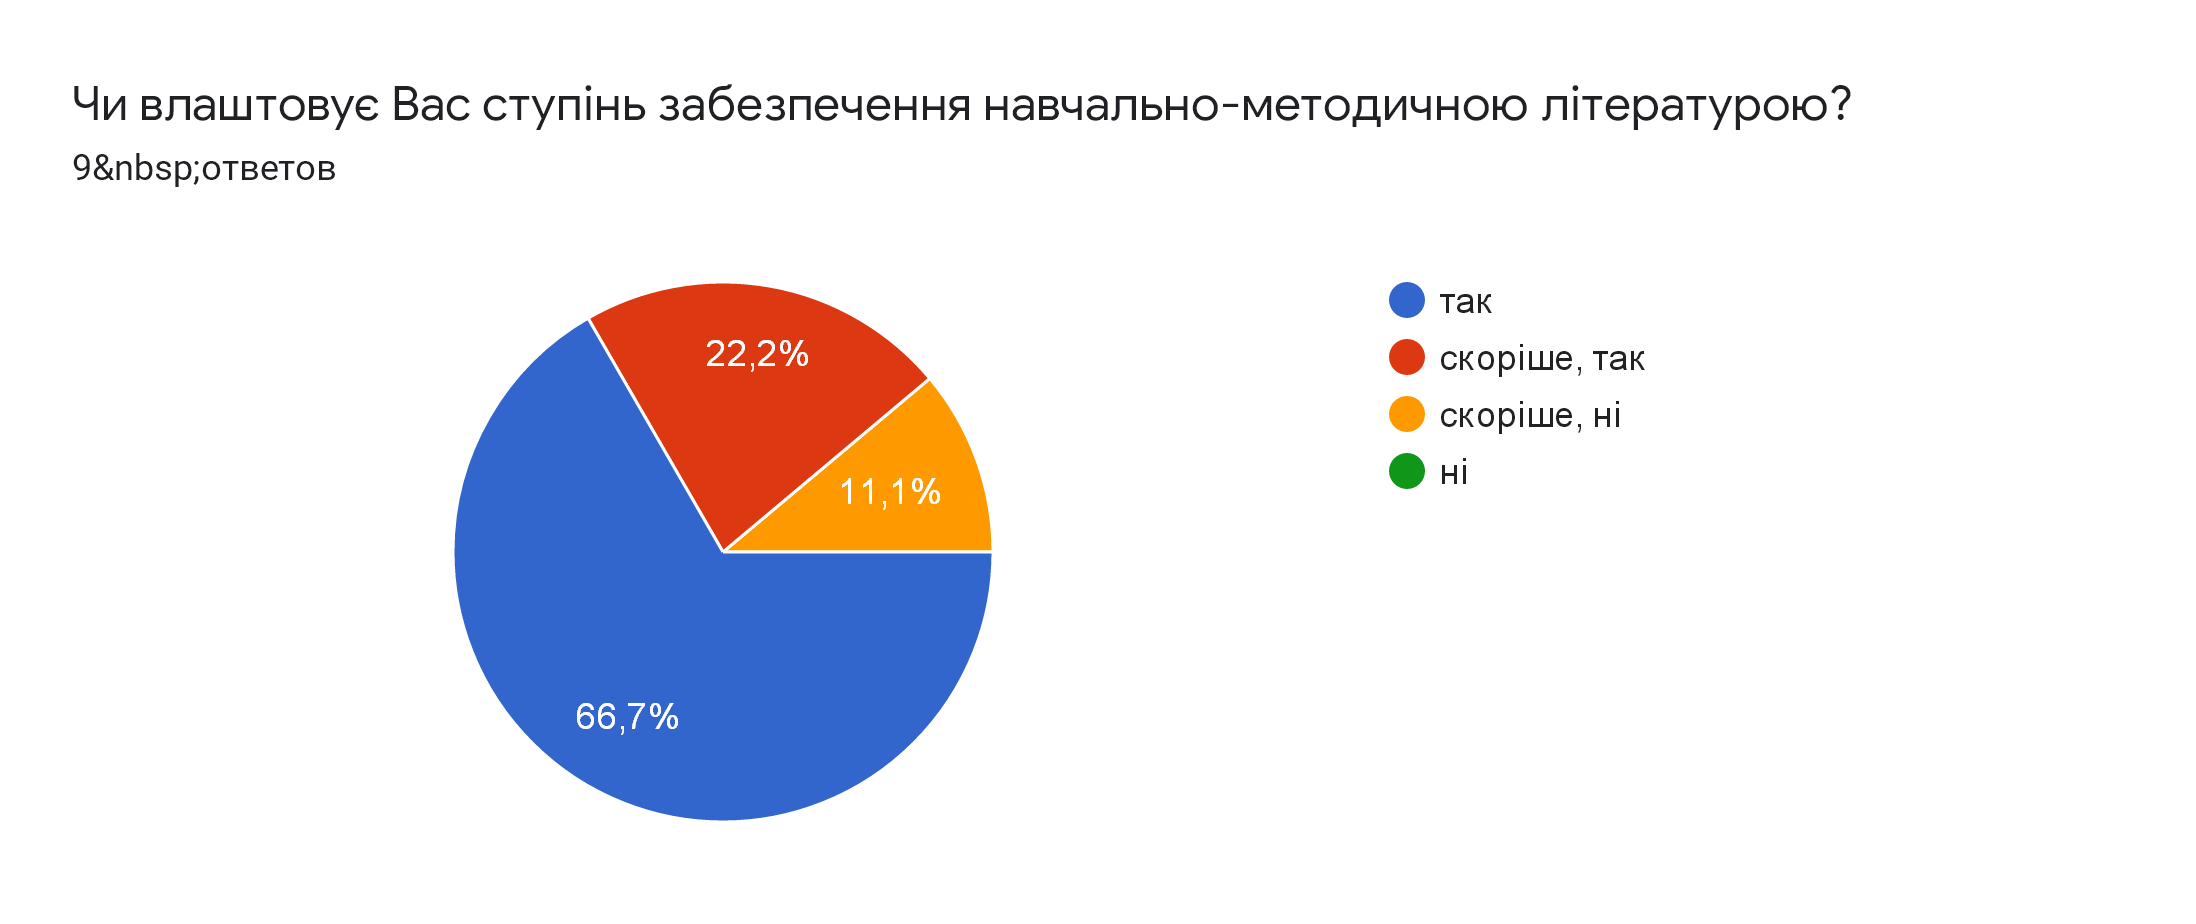 Чи влаштовує Вас ступінь забезпечення навчально-методичною літературою?
9&nbsp;ответов
22,2%
11,1%
66,7%
так
скоріше, так
скоріше, ні
ні